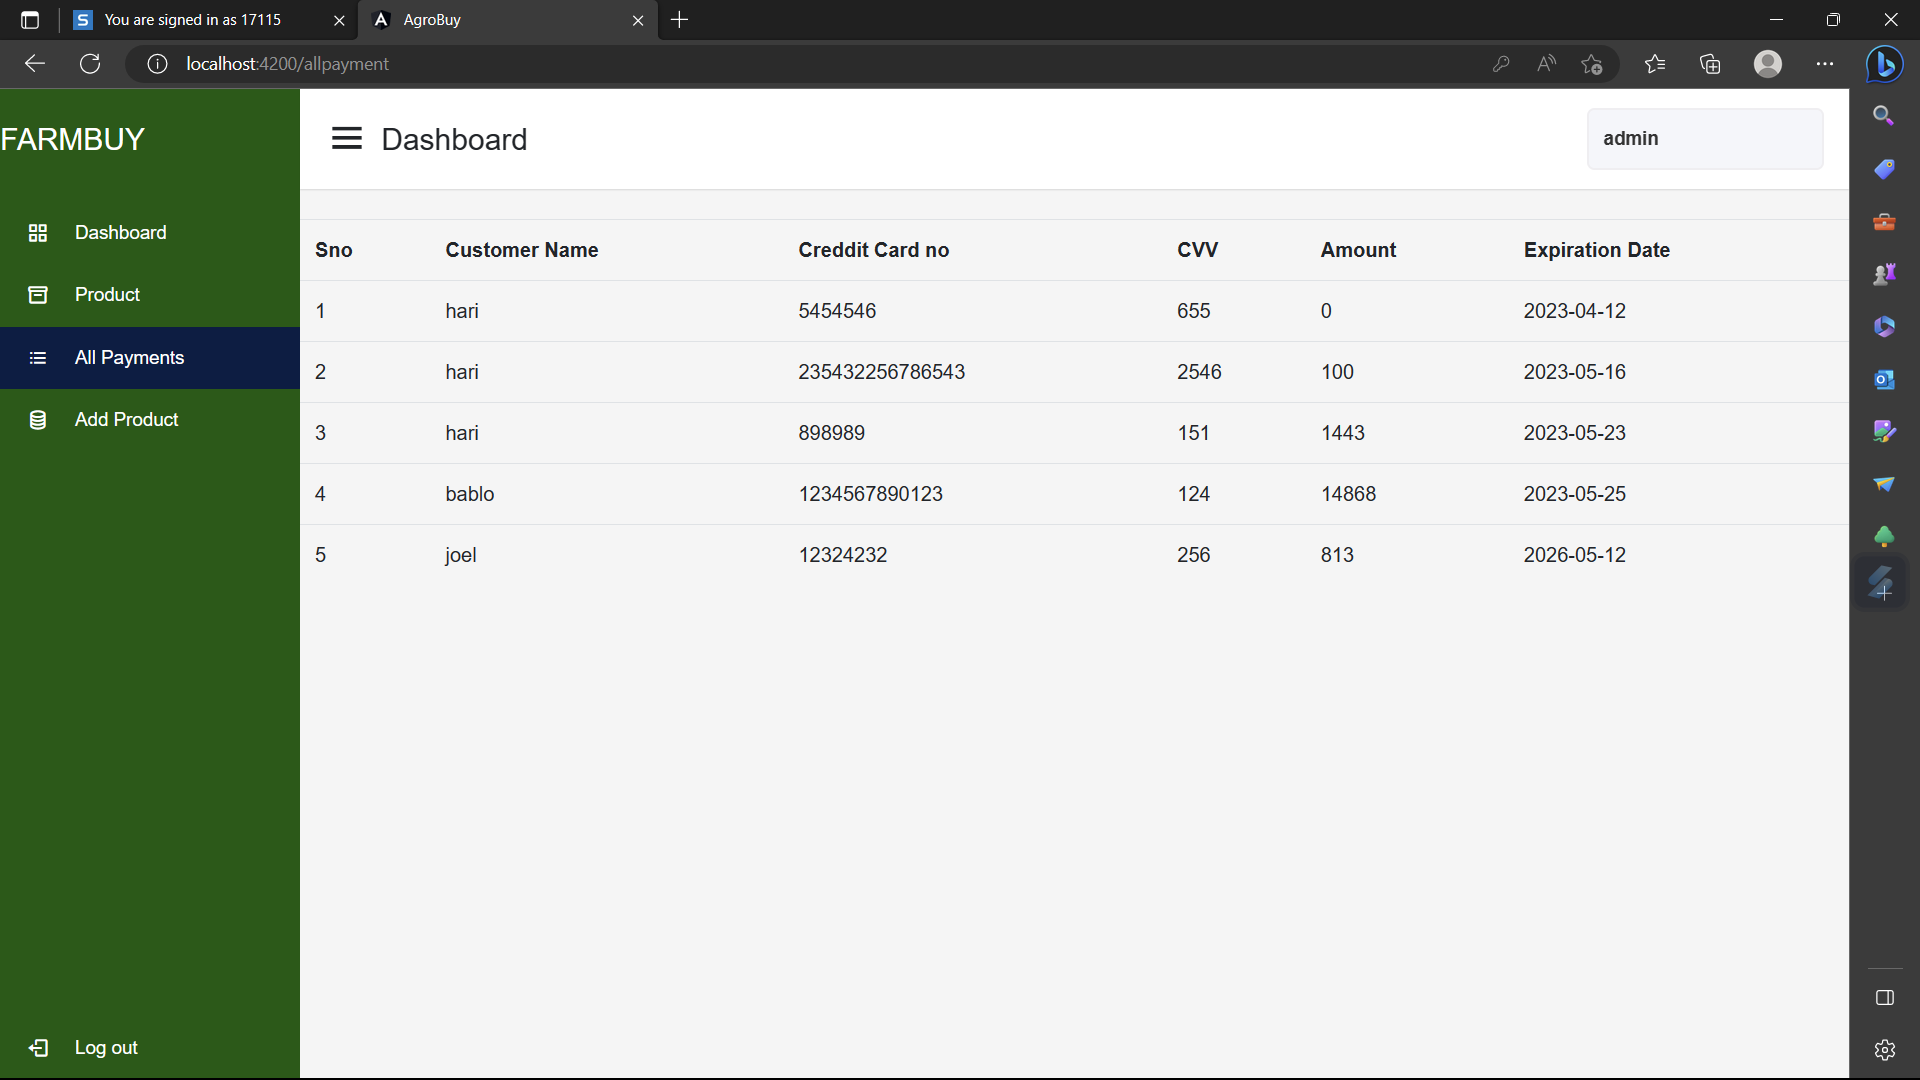 You are signed in as 17115
AgroBuy
localhost:4200/allpayment
FARMBUY
Dashboard
admin
Dashboard
Product
All Payments
Add Product
Log out
Sno Customer Name Creddit Card no CVV Amount Expiration Date
1 hari 5454546 655 0 2023-04-12
2 hari 235432256786543 2546 100 2023-05-16
3 hari 898989 151 1443 2023-05-23
4 bablo 1234567890123 124 14868 2023-05-25
5 joel 12324232 256 813 2026-05-12